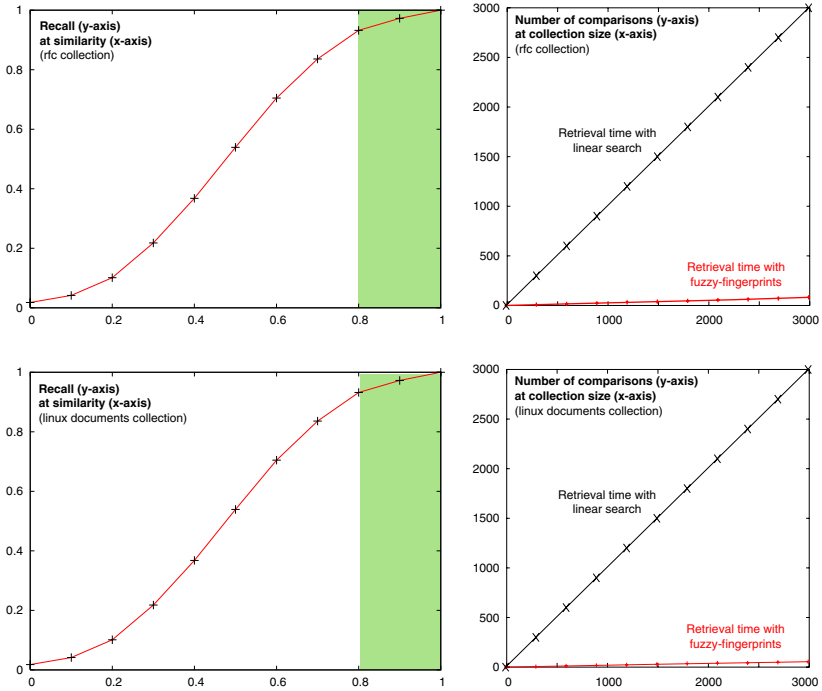 Recall (y-axis)
at similarity (x-axis)
(rfc collection)
1
0.8
0.6
0.4
0.2
0
0 0.2 0.4 0.6 0.8 1
Number of comparisons (y-axis)
at collection size (x-axis)
(rfc collection)
3000
2500
2000
1500
1000
500
0
Retrieval time with
linear search
Retrieval time with
fuzzy-fingerprints
0 1000 2000 3000
Recall (y-axis)
at similarity (x-axis)
(linux documents collection)
1
0.8
0.6
0.4
0.2
0
0 0.2 0.4 0.6 0.8 1
Number of comparisons (y-axis)
at collection size (x-axis)
(linux documents collection)
3000
2500
2000
1500
1000
500
0
Retrieval time with
linear search
Retrieval time with
fuzzy-fingerprints
0 1000 2000 3000